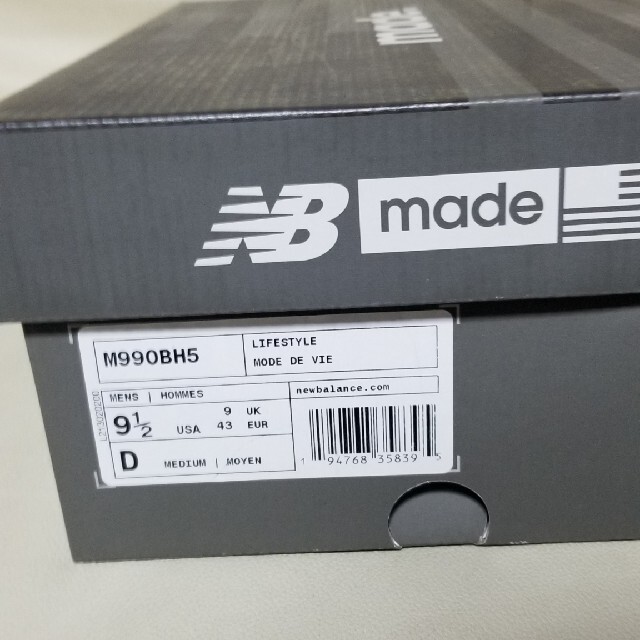 made
NB made
M990BH5
LIFESTYLE
MODE DE VIE
MENS | HOMMES
newbalance.com
9½ USA
9 UK
43 EUR
D MEDIUM | MOYEN
1 94768 35839 5